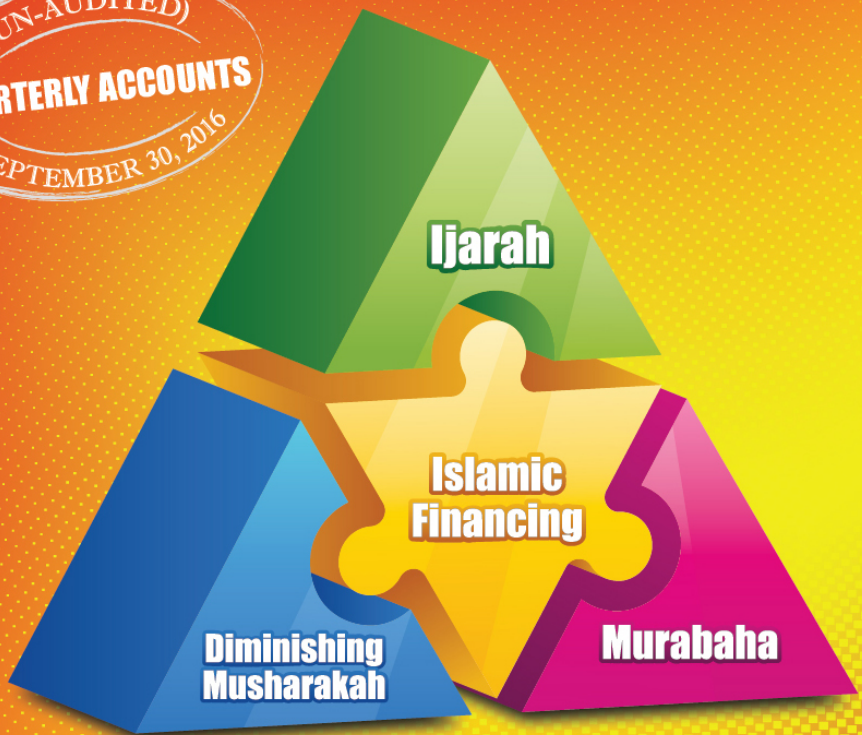 UN-AUDITED)
RTERLY ACCOUNTS
EPTEMBER 30, 2016
Ijarah
Islamic
Financing
Diminishing
Musharakah
Murabaha